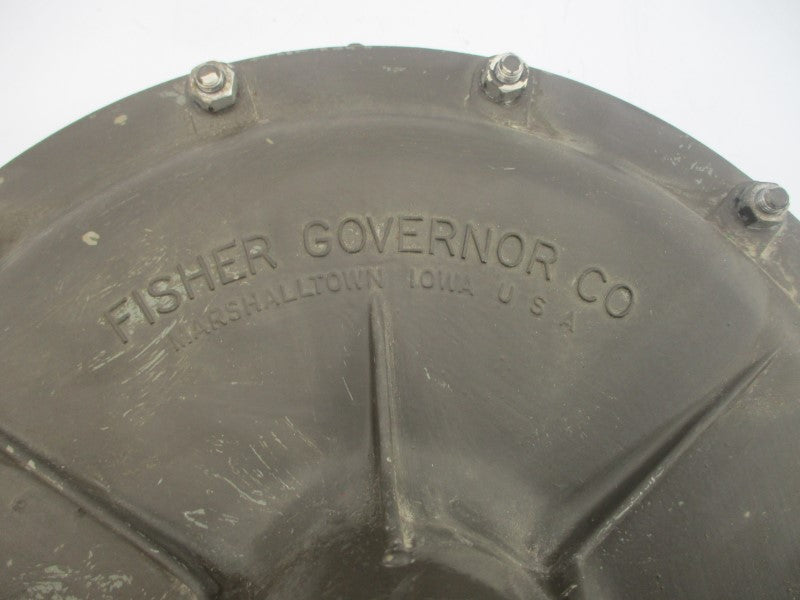 FISHER GOVERNOR CO
MARSHALLTOWN IOWA U S A